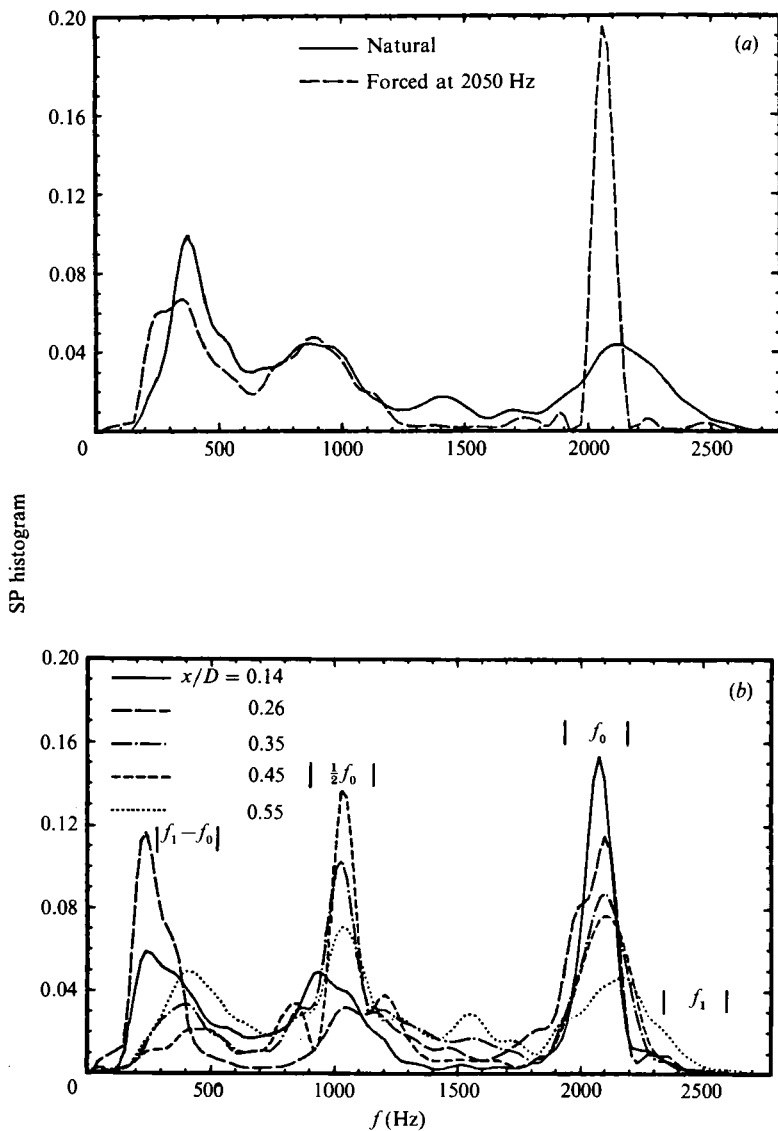 0.20
(a)
Natural
Forced at 2050 Hz
0.16
0.12
0.08
0.04
0 500 1000 1500 2000 2500
SP histogram
0.20
x/D = 0.14
(b)
0.26
0.16
| f₀ |
0.35
0.45
| ½f₀ |
0.55
0.12
|f₁−f₀|
0.08
0.04
| f₁ |
0 500 1000 1500 2000 2500
f (Hz)